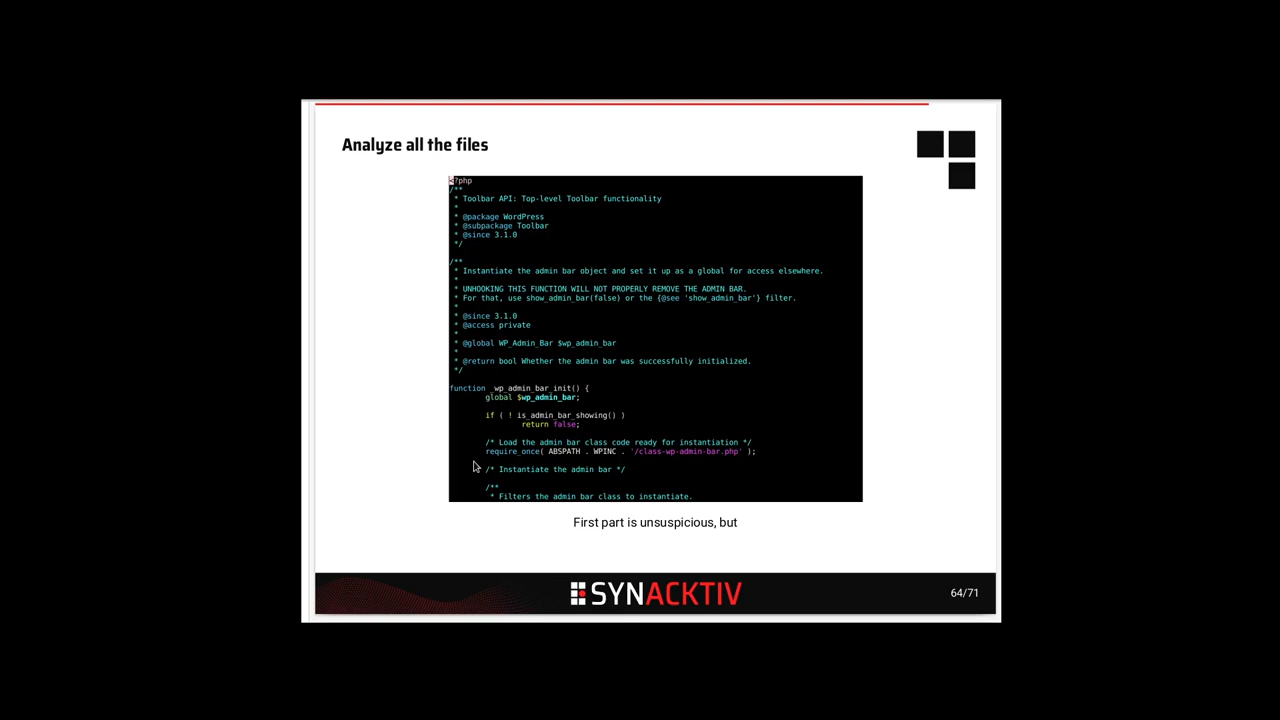 Analyze all the files
<?php
/**
 * Toolbar API: Top-level Toolbar functionality
 *
 * @package WordPress
 * @subpackage Toolbar
 * @since 3.1.0
 */
/**
 * Instantiate the admin bar object and set it up as a global for access elsewhere.
 *
 * UNHOOKING THIS FUNCTION WILL NOT PROPERLY REMOVE THE ADMIN BAR.
 * For that, use show_admin_bar(false) or the {@see 'show_admin_bar'} filter.
 *
 * @since 3.1.0
 * @access private
 *
 * @global WP_Admin_Bar $wp_admin_bar
 *
 * @return bool Whether the admin bar was successfully initialized.
 */
function _wp_admin_bar_init() {
global $wp_admin_bar;
if ( ! is_admin_bar_showing() )
return false;
/* Load the admin bar class code ready for instantiation */
require_once( ABSPATH . WPINC . '/class-wp-admin-bar.php' );
/* Instantiate the admin bar */
/**
 * Filters the admin bar class to instantiate.
First part is unsuspicious, but
SYNACKTIV
64/71